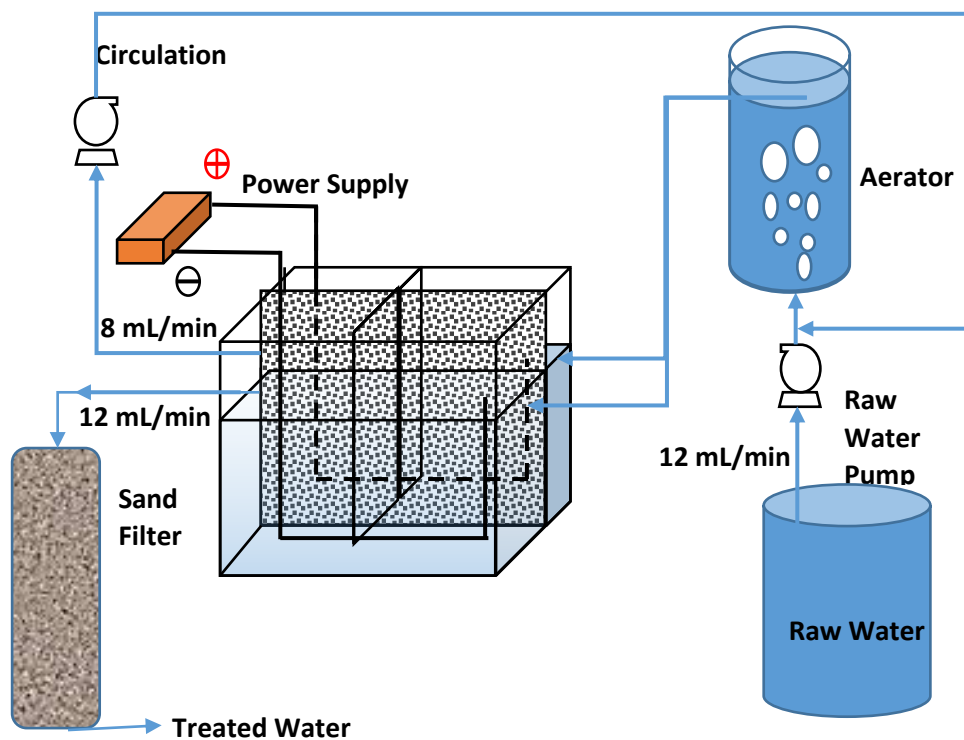 Circulation
Power Supply
Aerator
8 mL/min
12 mL/min
Raw
Water
Pump
12 mL/min
Sand
Filter
Raw Water
Treated Water